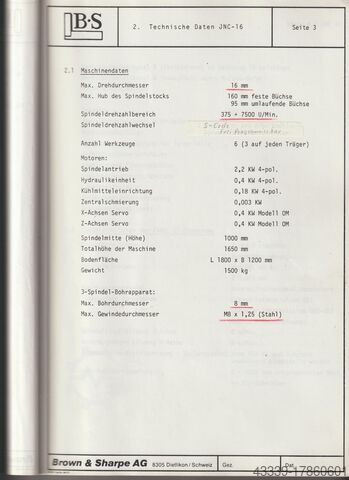 B·S
2. Technische Daten JNC-16
Seite 3
2.1 Maschinendaten
Max. Drehdurchmesser 16 mm
Max. Hub des Spindelstocks 160 mm feste Büchse
95 mm umlaufende Büchse
Spindeldrehzahlbereich 375 ÷ 7500 U/Min.
Spindeldrehzahlwechsel S-Code
frei Programmierbar
Anzahl Werkzeuge 6 (3 auf jeden Träger)
Motoren:
Spindelantrieb 2,2 KW 4-pol.
Hydraulikeinheit 0,4 KW 4-pol.
Kühlmitteleinrichtung 0,18 KW 4-pol.
Zentralschmierung 0,003 KW
X-Achsen Servo 0,4 KW Modell OM
Z-Achsen Servo 0,4 KW Modell OM
Spindelmitte (Höhe) 1000 mm
Totalhöhe der Maschine 1650 mm
Bodenfläche L 1800 x B 1200 mm
Gewicht 1500 kg
3-Spindel-Bohrapparat:
Max. Bohrdurchmesser 8 mm
Max. Gewindedurchmesser M8 x 1,25 (Stahl)
Brown & Sharpe AG 8305 Dietlikon/Schweiz Gez. Dat.
43339-17860601